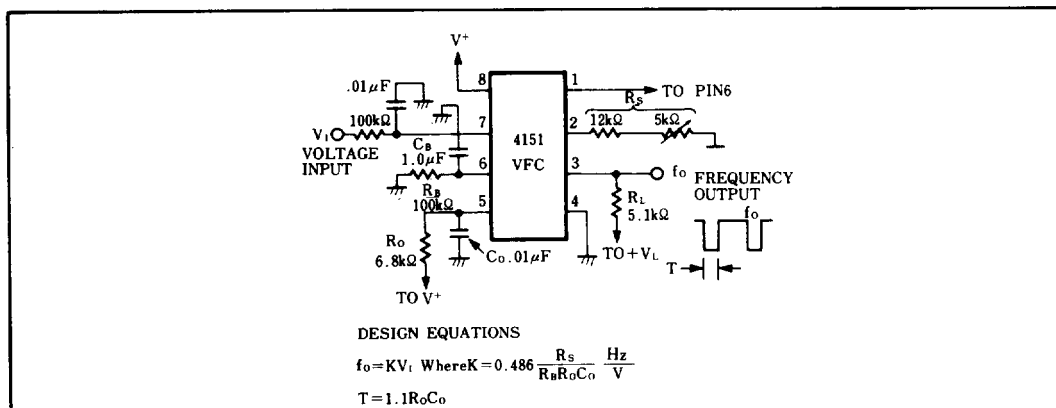 V⁺
.01μF
8
1
TO PIN6
Rs
100kΩ
12kΩ
5kΩ
V₁
7
2
VOLTAGE
INPUT
4151
VFC
CB
1.0μF
6
3
fo
FREQUENCY
OUTPUT
RB
100kΩ
RL
5.1kΩ
fo
5
4
Ro
6.8kΩ
Co.01μF
TO+VL
T
TO V⁺
DESIGN EQUATIONS
fo=KV₁ WhereK=0.486 Rs/RBRoCo Hz/V
T=1.1RoCo